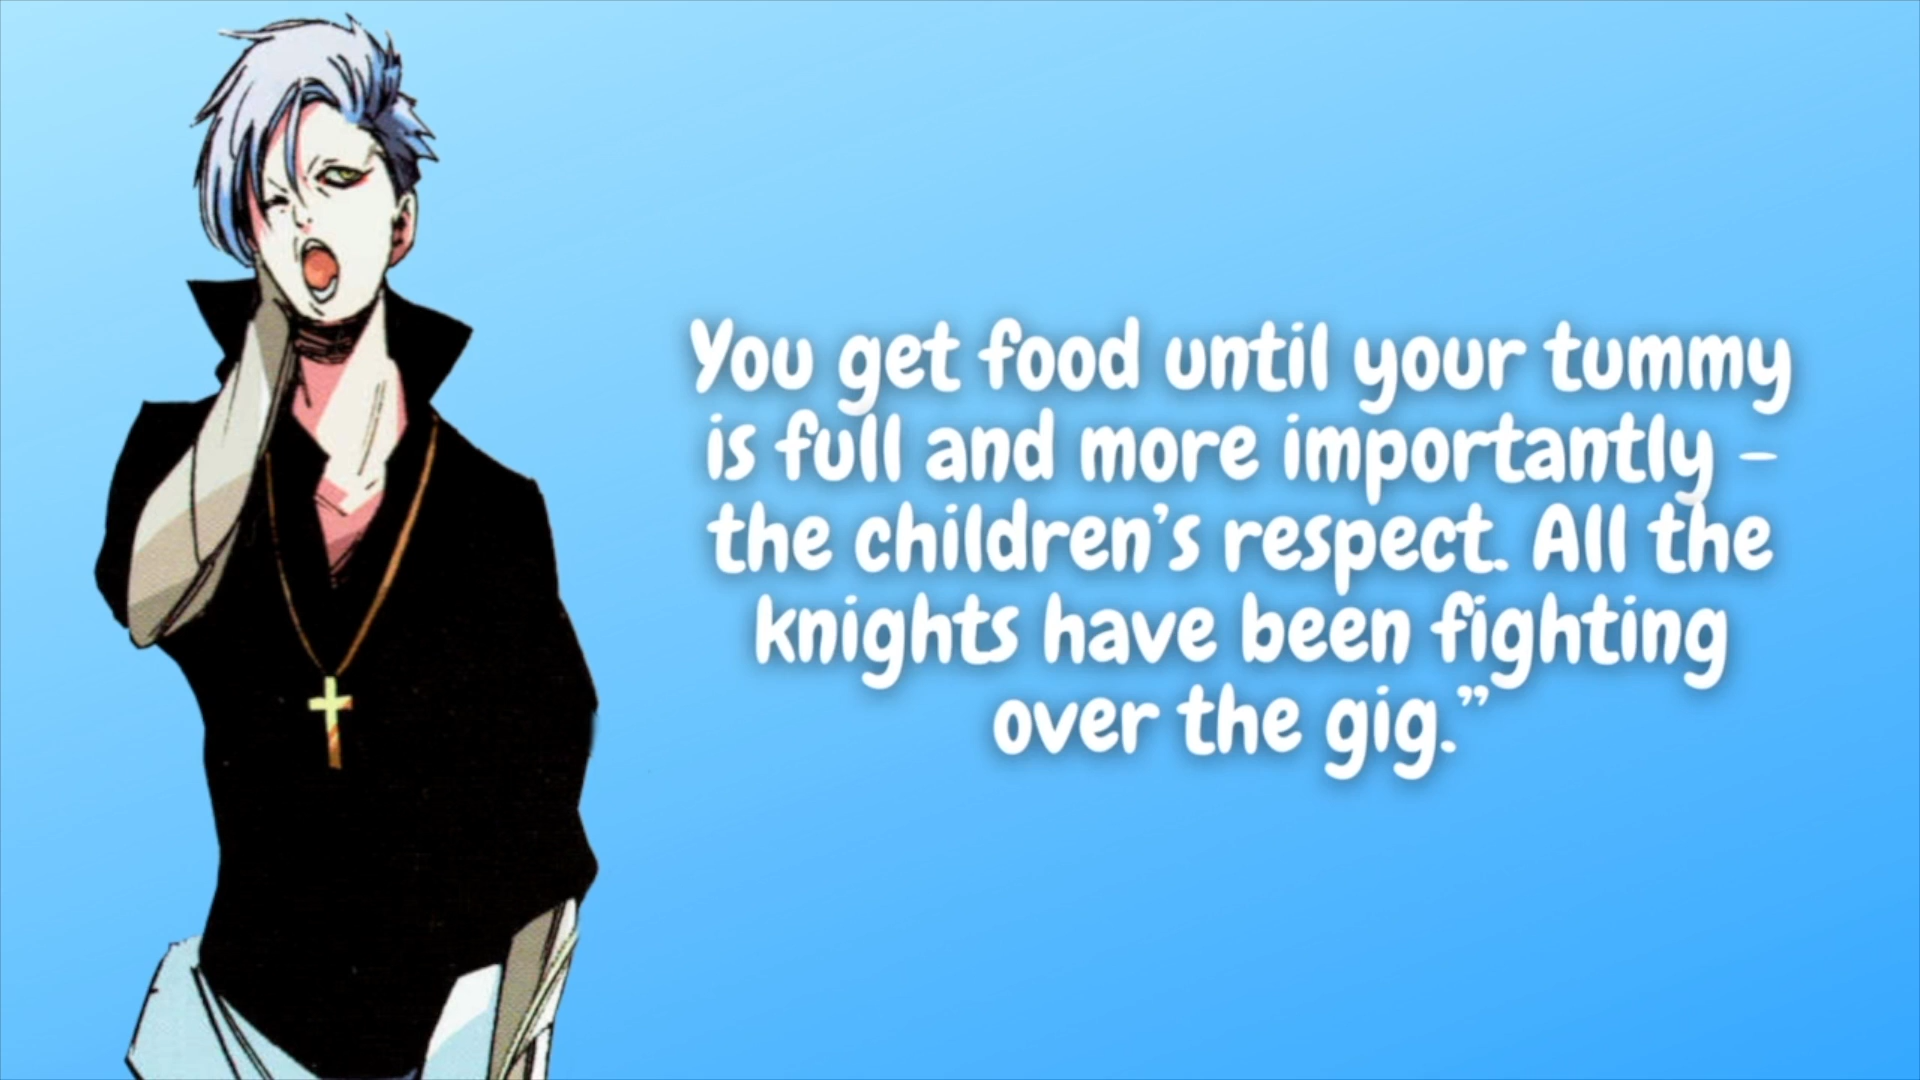 You get food until your tummy
is full and more importantly –
the children’s respect. All the
knights have been fighting
over the gig.”